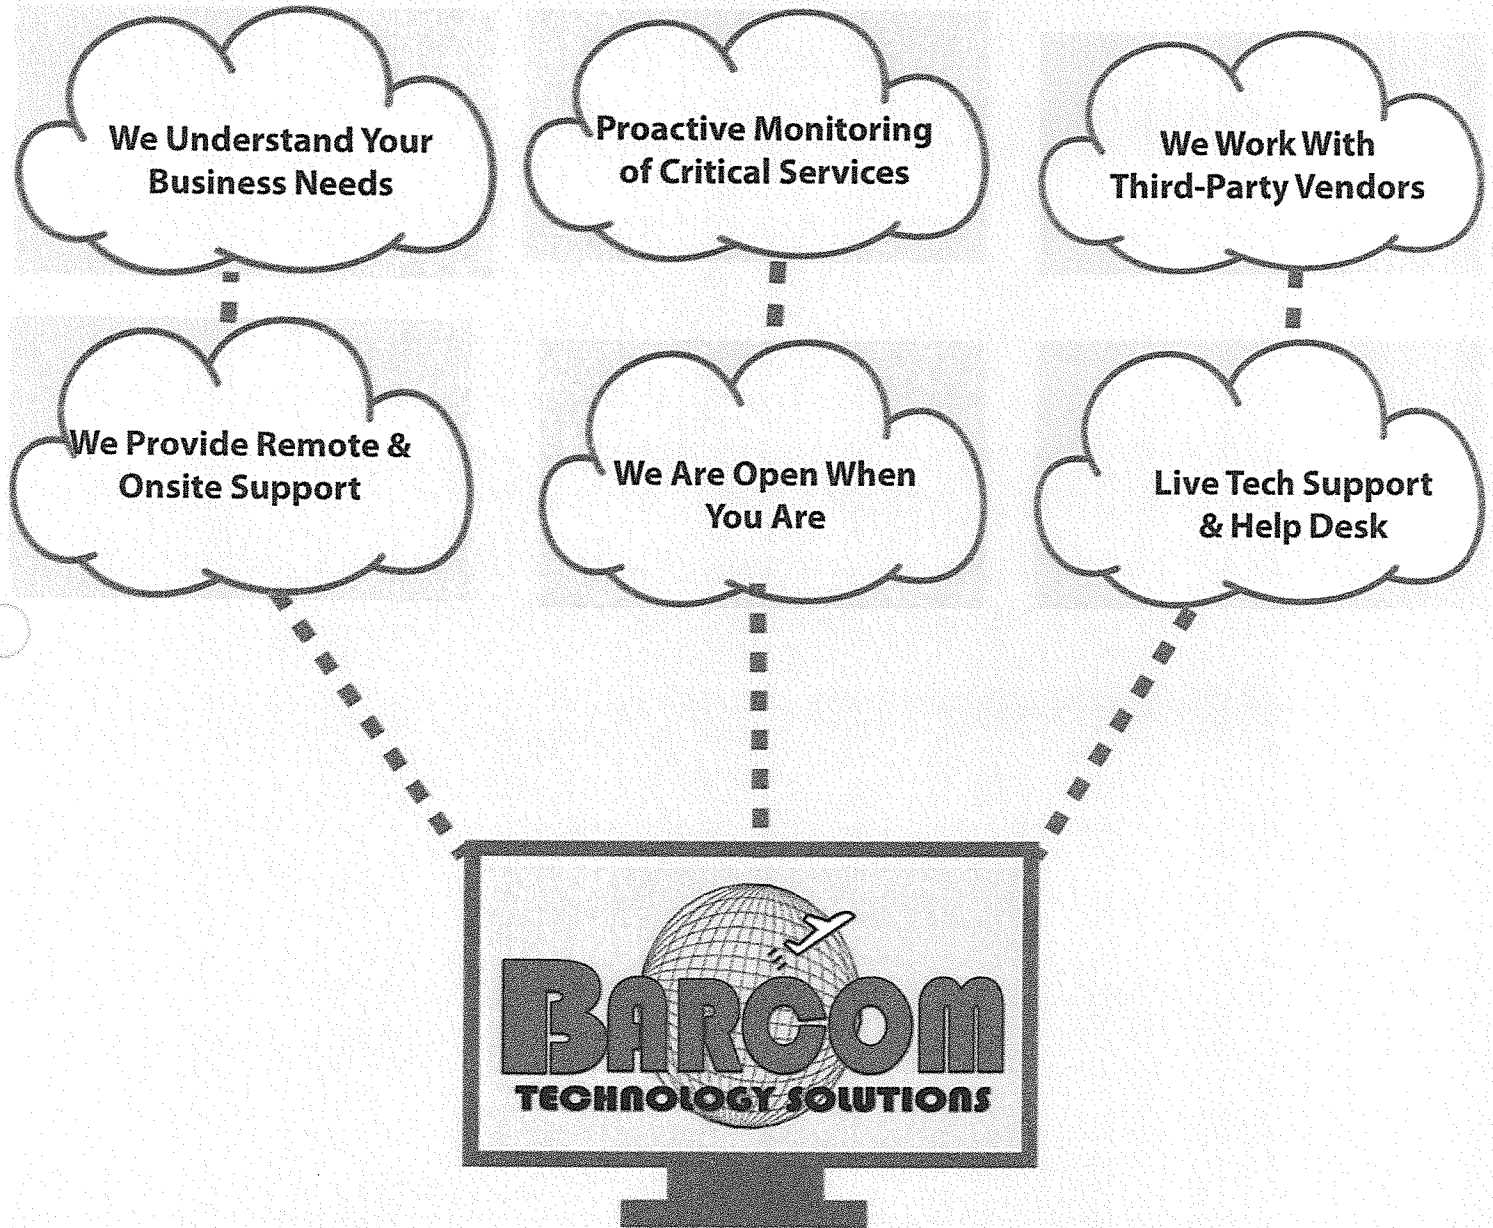 We Understand Your
Business Needs
Proactive Monitoring
of Critical Services
We Work With
Third-Party Vendors
We Provide Remote &
Onsite Support
We Are Open When
You Are
Live Tech Support
& Help Desk
BARCOM
TECHNOLOGY SOLUTIONS